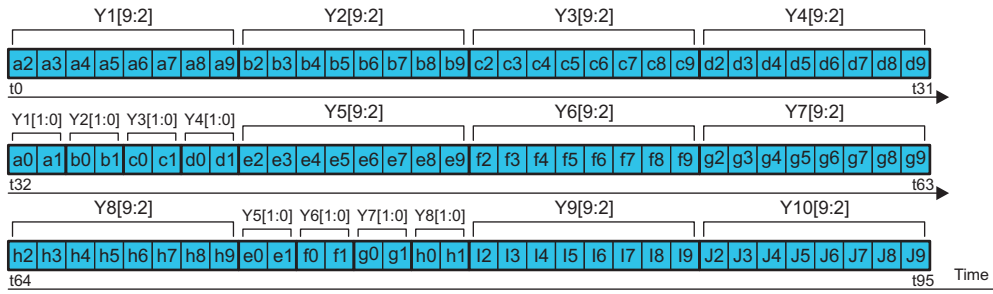 Y1[9:2] Y2[9:2] Y3[9:2] Y4[9:2]
a2 a3 a4 a5 a6 a7 a8 a9 b2 b3 b4 b5 b6 b7 b8 b9 c2 c3 c4 c5 c6 c7 c8 c9 d2 d3 d4 d5 d6 d7 d8 d9
t0 t31
Y1[1:0] Y2[1:0] Y3[1:0] Y4[1:0] Y5[9:2] Y6[9:2] Y7[9:2]
a0 a1 b0 b1 c0 c1 d0 d1 e2 e3 e4 e5 e6 e7 e8 e9 f2 f3 f4 f5 f6 f7 f8 f9 g2 g3 g4 g5 g6 g7 g8 g9
t32 t63
Y8[9:2] Y5[1:0] Y6[1:0] Y7[1:0] Y8[1:0] Y9[9:2] Y10[9:2]
h2 h3 h4 h5 h6 h7 h8 h9 e0 e1 f0 f1 g0 g1 h0 h1 I2 I3 I4 I5 I6 I7 I8 I9 J2 J3 J4 J5 J6 J7 J8 J9
t64 t95 Time